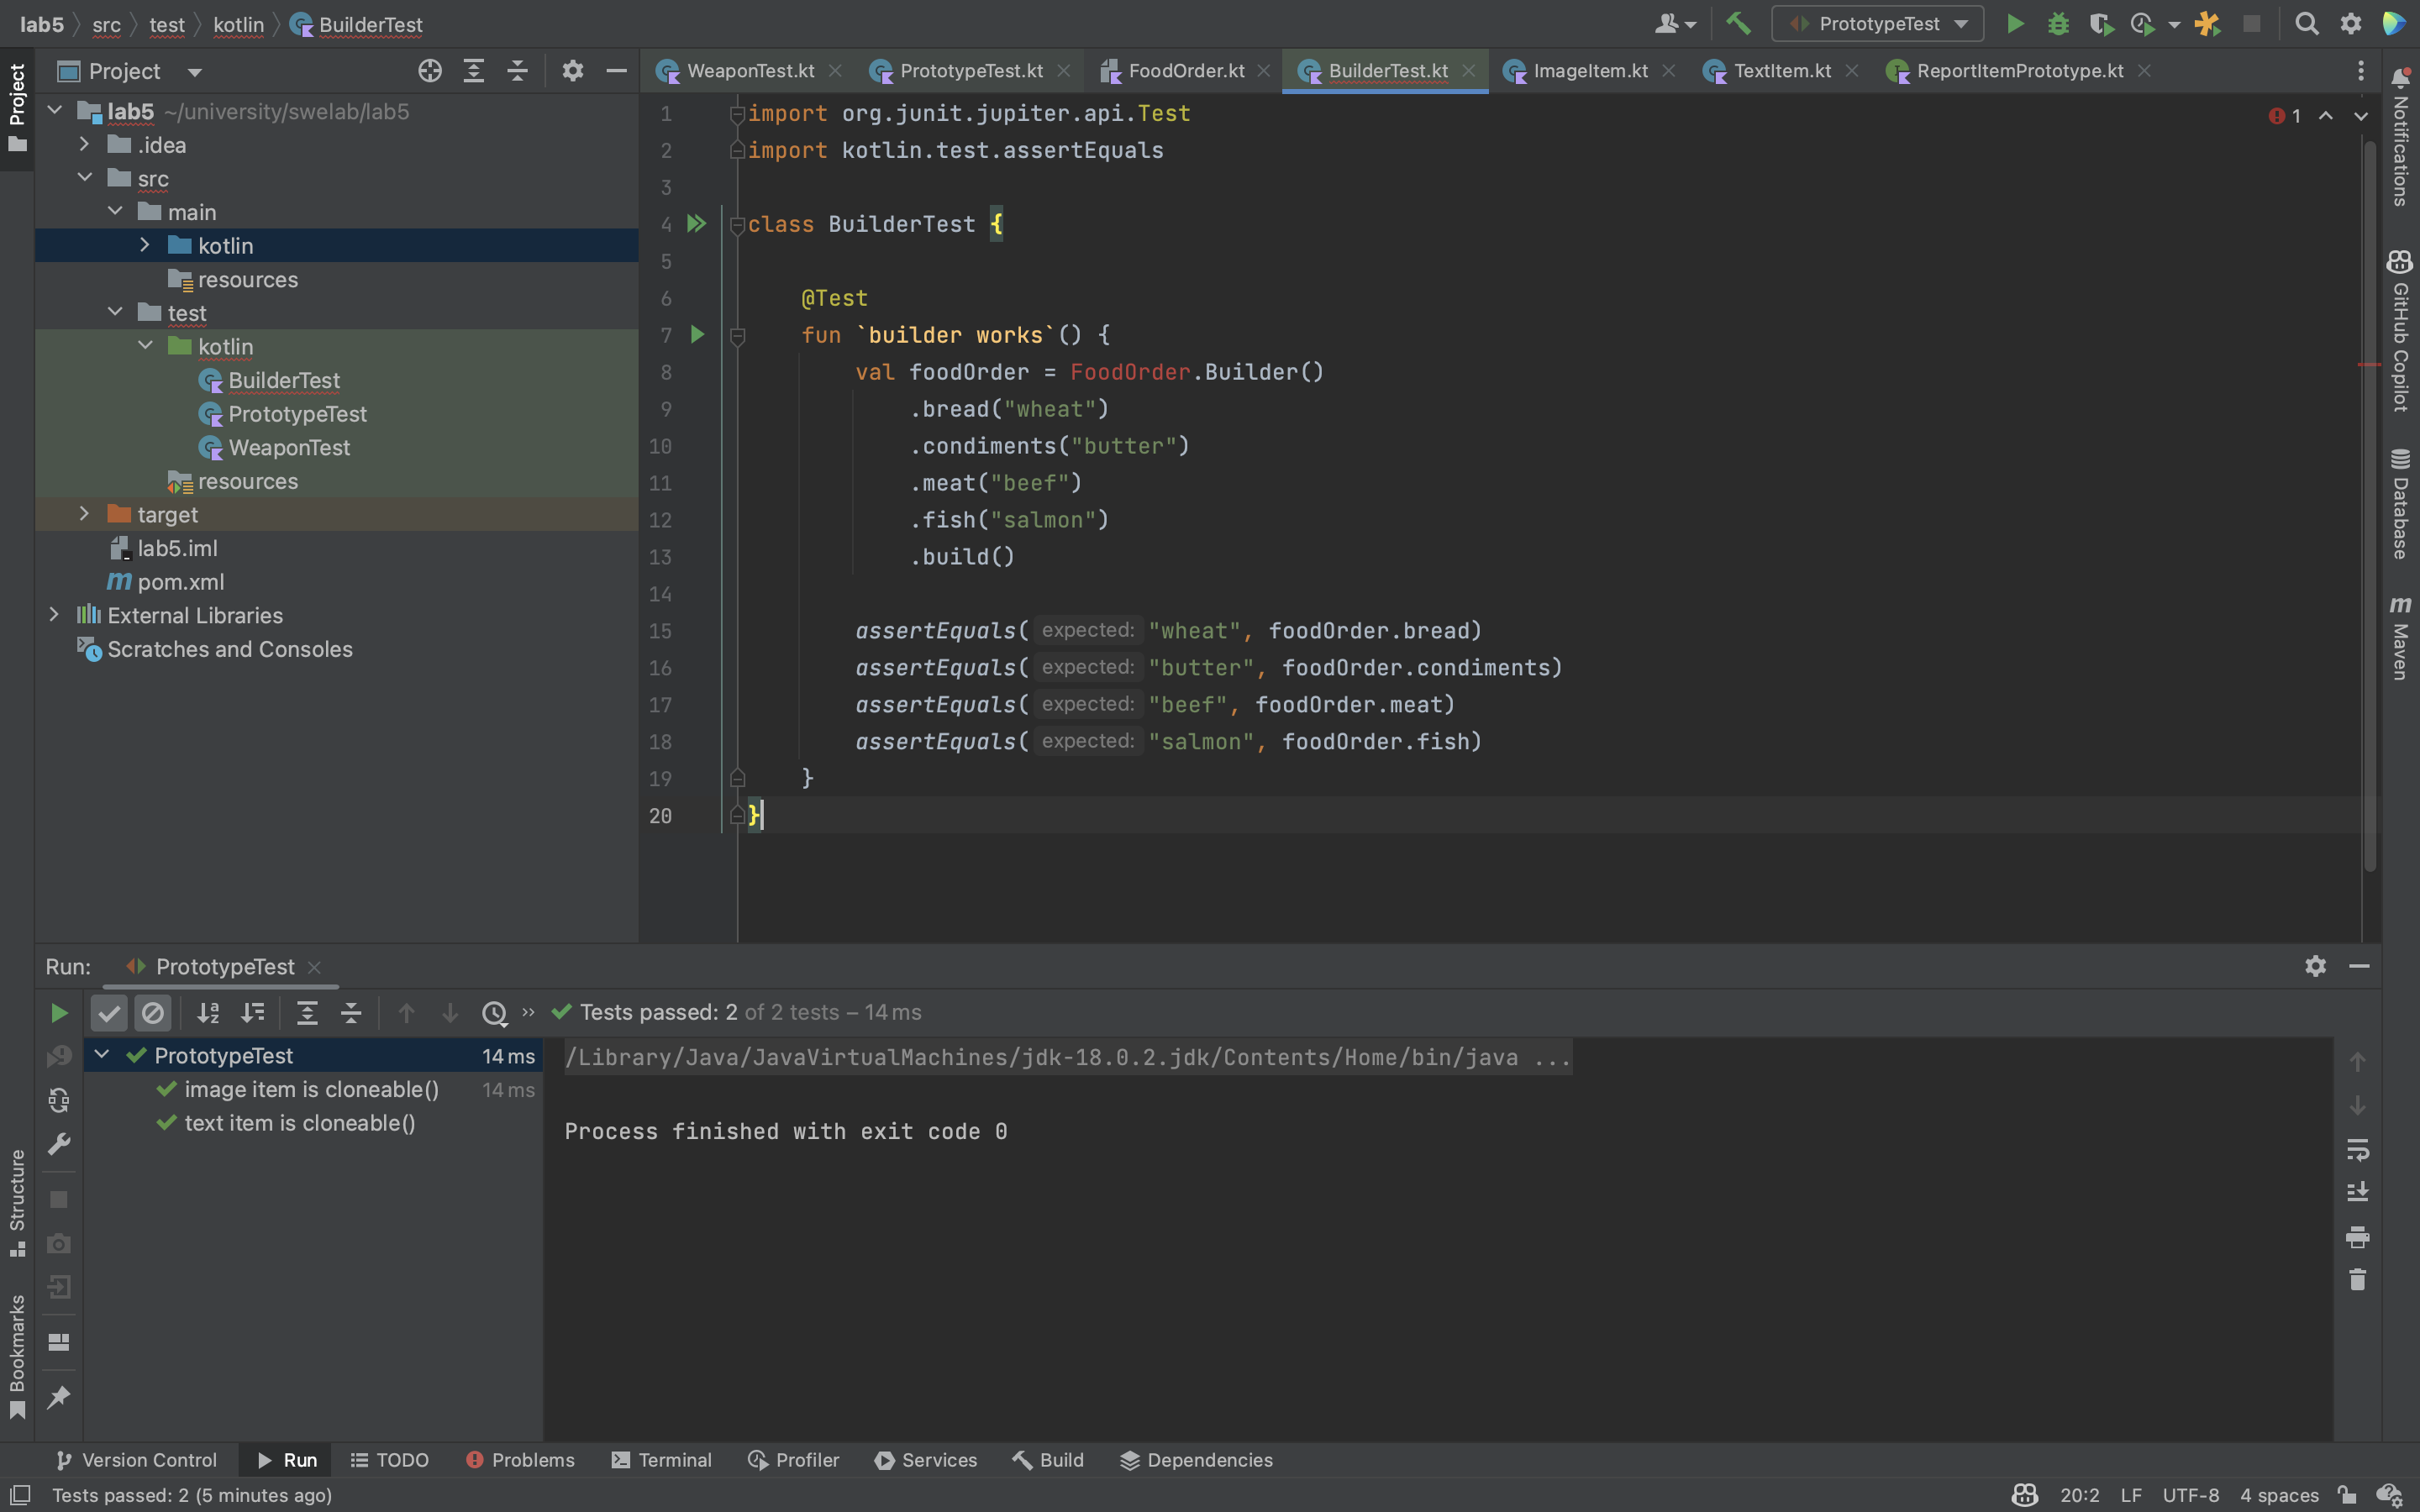 lab5 src test kotlin BuilderTest
PrototypeTest
Project
WeaponTest.kt PrototypeTest.kt FoodOrder.kt BuilderTest.kt ImageItem.kt TextItem.kt ReportItemPrototype.kt
Project
lab5 ~/university/swelab/lab5
.idea
src
main
kotlin
resources
test
kotlin
BuilderTest
PrototypeTest
WeaponTest
resources
target
lab5.iml
pom.xml
External Libraries
Scratches and Consoles
1 import org.junit.jupiter.api.Test
2 import kotlin.test.assertEquals
3
4 class BuilderTest {
5
6 @Test
7 fun `builder works`() {
8 val foodOrder = FoodOrder.Builder()
9 .bread("wheat")
10 .condiments("butter")
11 .meat("beef")
12 .fish("salmon")
13 .build()
14
15 assertEquals( expected: "wheat", foodOrder.bread)
16 assertEquals( expected: "butter", foodOrder.condiments)
17 assertEquals( expected: "beef", foodOrder.meat)
18 assertEquals( expected: "salmon", foodOrder.fish)
19 }
20 }
1
Notifications
GitHub Copilot
Database
m Maven
Run: PrototypeTest
Tests passed: 2 of 2 tests – 14 ms
PrototypeTest 14 ms
image item is cloneable() 14 ms
text item is cloneable()
/Library/Java/JavaVirtualMachines/jdk-18.0.2.jdk/Contents/Home/bin/java ...
Process finished with exit code 0
Structure
Bookmarks
Version Control Run TODO Problems Terminal Profiler Services Build Dependencies
Tests passed: 2 (5 minutes ago)
20:2 LF UTF-8 4 spaces